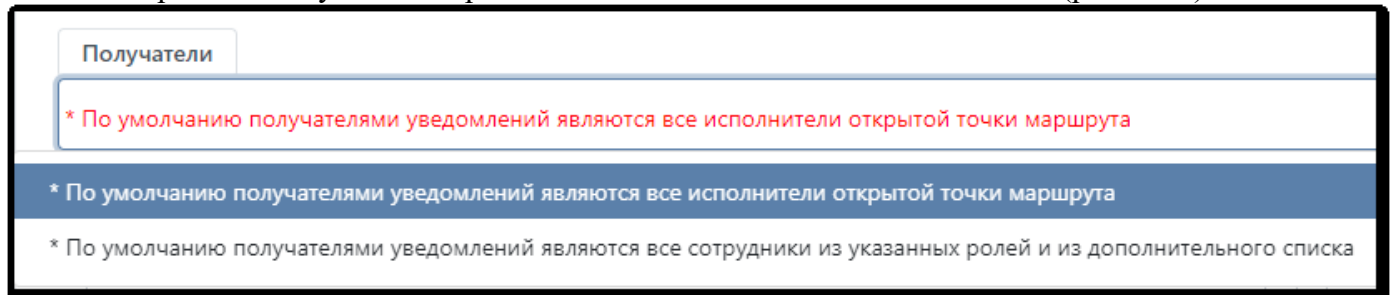 Получатели
* По умолчанию получателями уведомлений являются все исполнители открытой точки маршрута
* По умолчанию получателями уведомлений являются все исполнители открытой точки маршрута
* По умолчанию получателями уведомлений являются все сотрудники из указанных ролей и из дополнительного списка